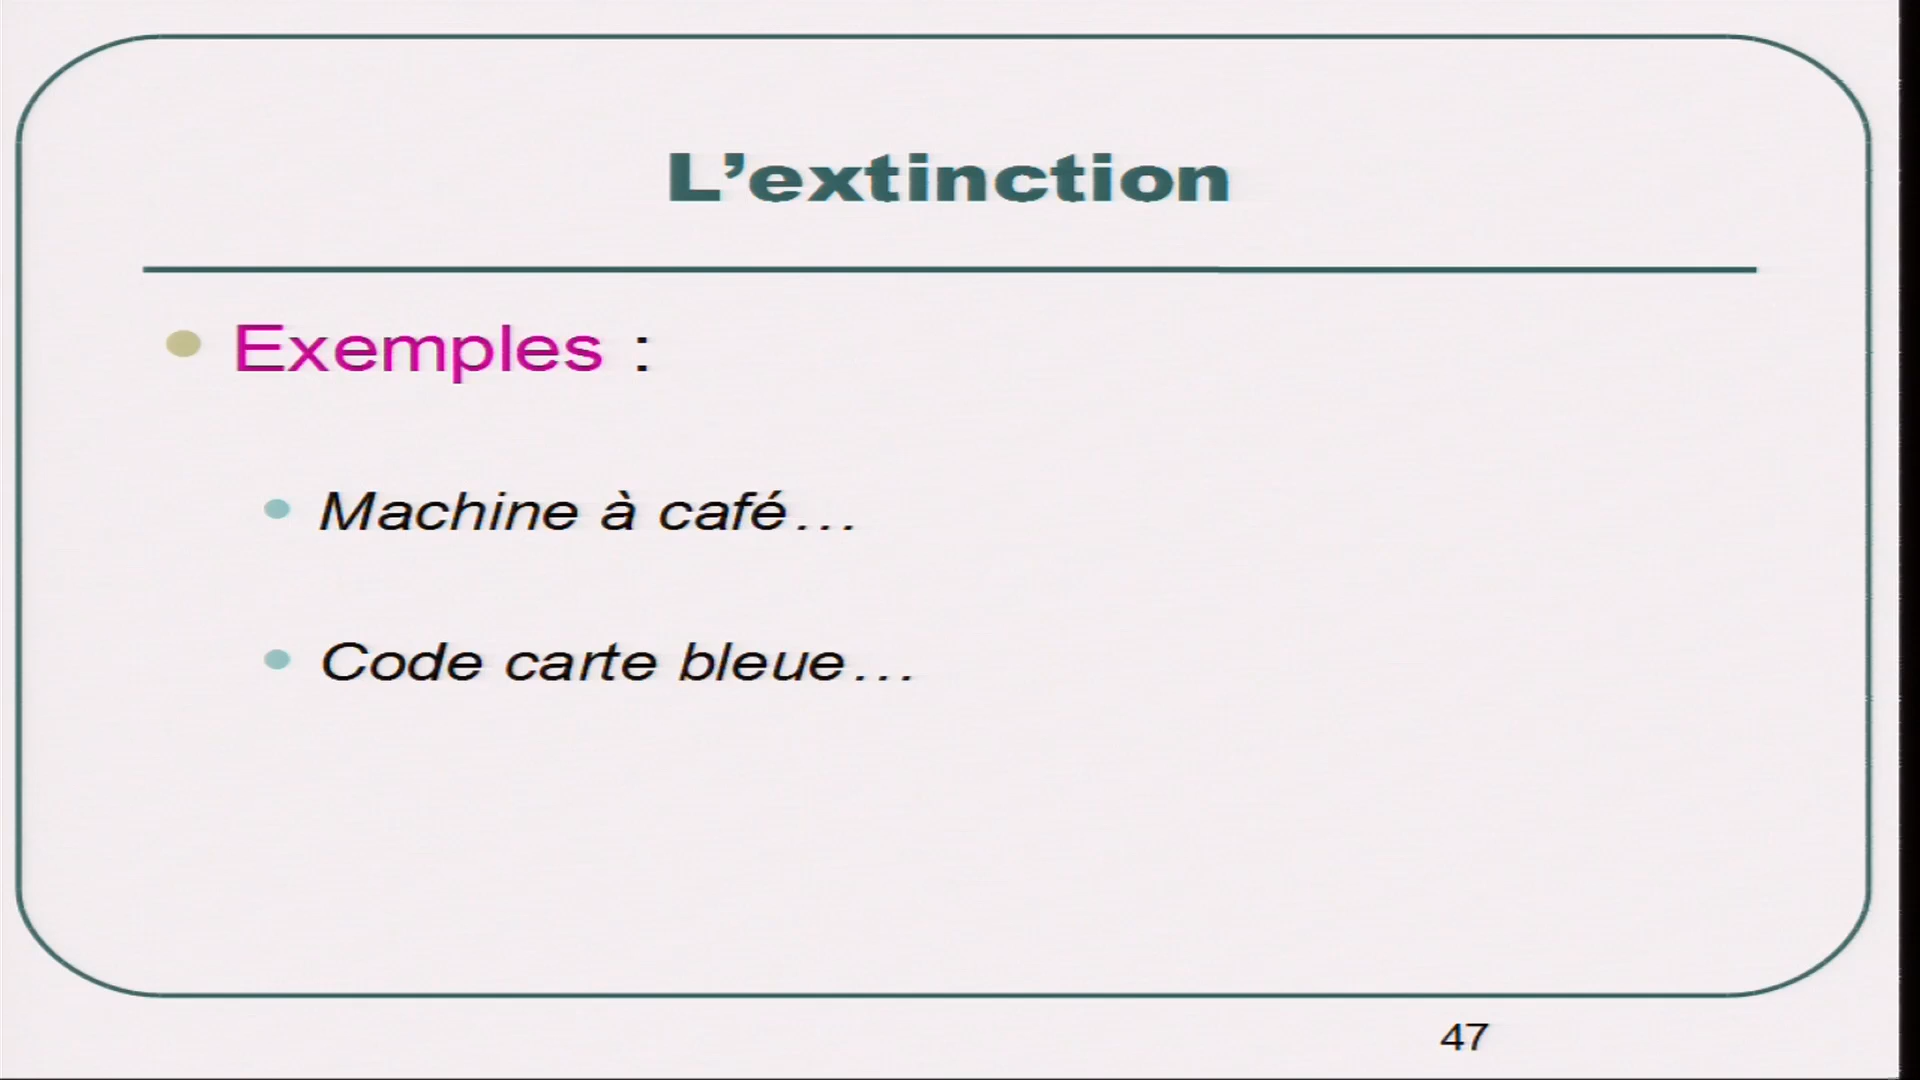 L’extinction
Exemples :
Machine à café…
Code carte bleue…
47